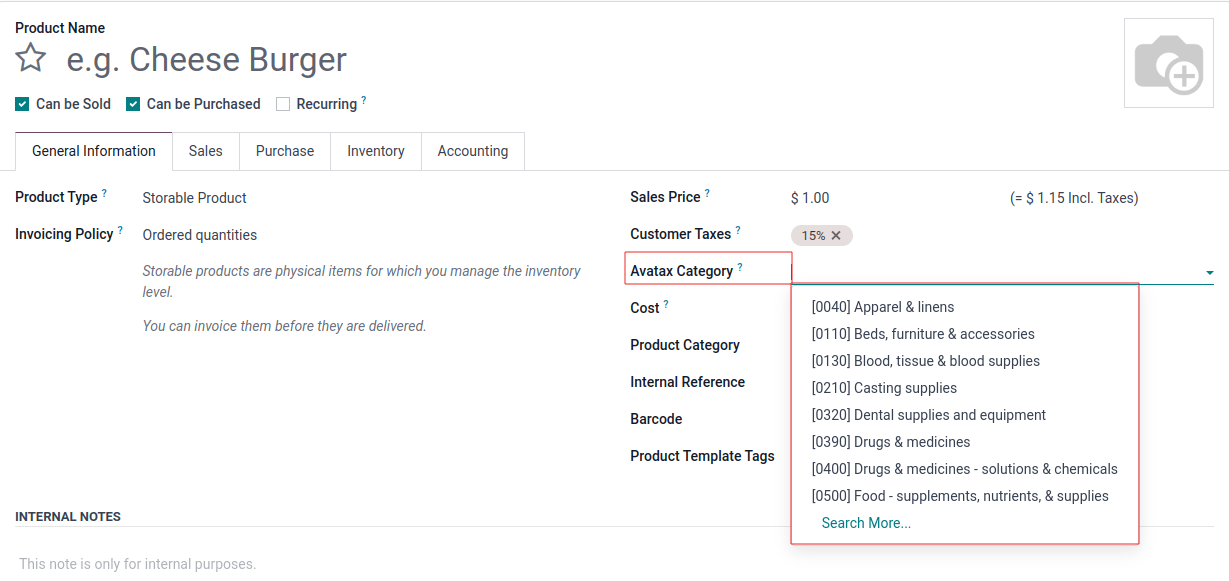 Product Name
e.g. Cheese Burger
Can be Sold Can be Purchased Recurring ?
General Information Sales Purchase Inventory Accounting
Product Type ? Storable Product
Invoicing Policy ? Ordered quantities
Storable products are physical items for which you manage the inventory
level.
You can invoice them before they are delivered.
Sales Price ? $ 1.00 (= $ 1.15 Incl. Taxes)
Customer Taxes ? 15% ×
Avatax Category ?
Cost ?
Product Category
Internal Reference
Barcode
Product Template Tags
[0040] Apparel & linens
[0110] Beds, furniture & accessories
[0130] Blood, tissue & blood supplies
[0210] Casting supplies
[0320] Dental supplies and equipment
[0390] Drugs & medicines
[0400] Drugs & medicines - solutions & chemicals
[0500] Food - supplements, nutrients, & supplies
Search More...
INTERNAL NOTES
This note is only for internal purposes.